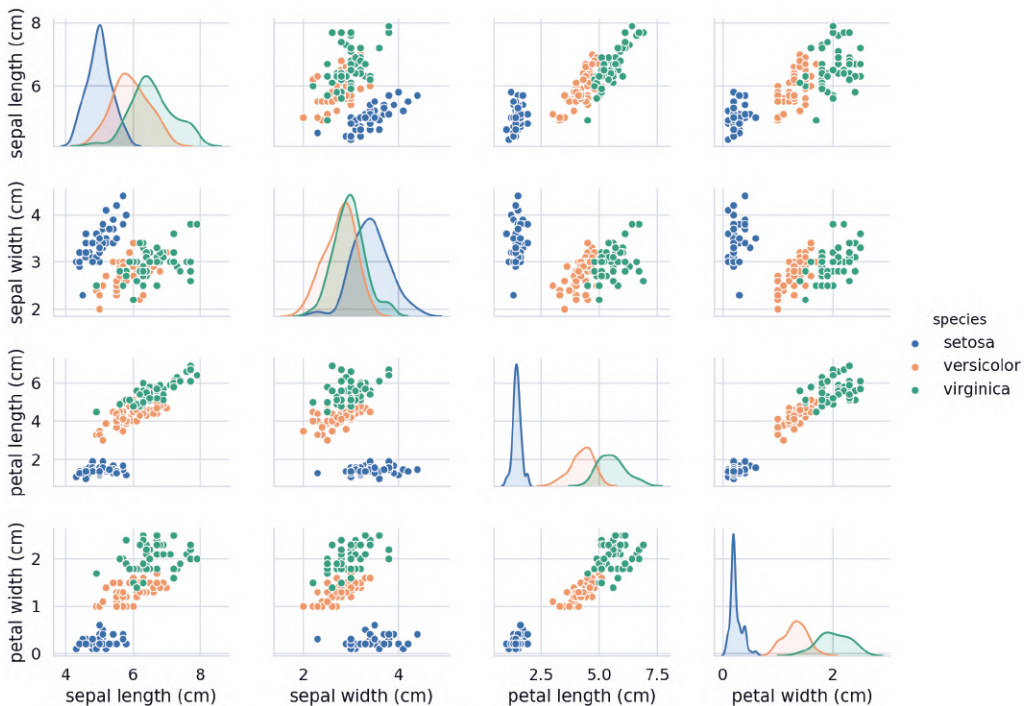 sepal length (cm)
8
6
sepal width (cm)
4
3
2
petal length (cm)
6
4
2
petal width (cm)
2
1
0
4 6 8
sepal length (cm)
2 4
sepal width (cm)
2.5 5.0 7.5
petal length (cm)
0 2
petal width (cm)
species
setosa
versicolor
virginica